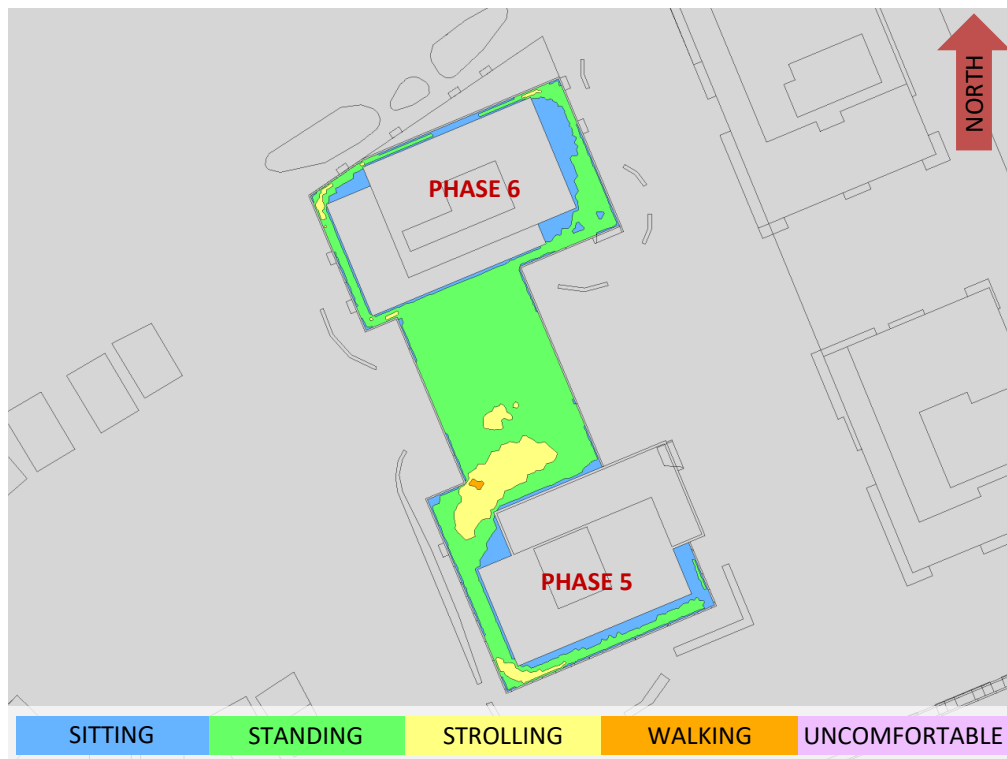 NORTH
PHASE 6
PHASE 5
SITTING
STANDING
STROLLING
WALKING
UNCOMFORTABLE